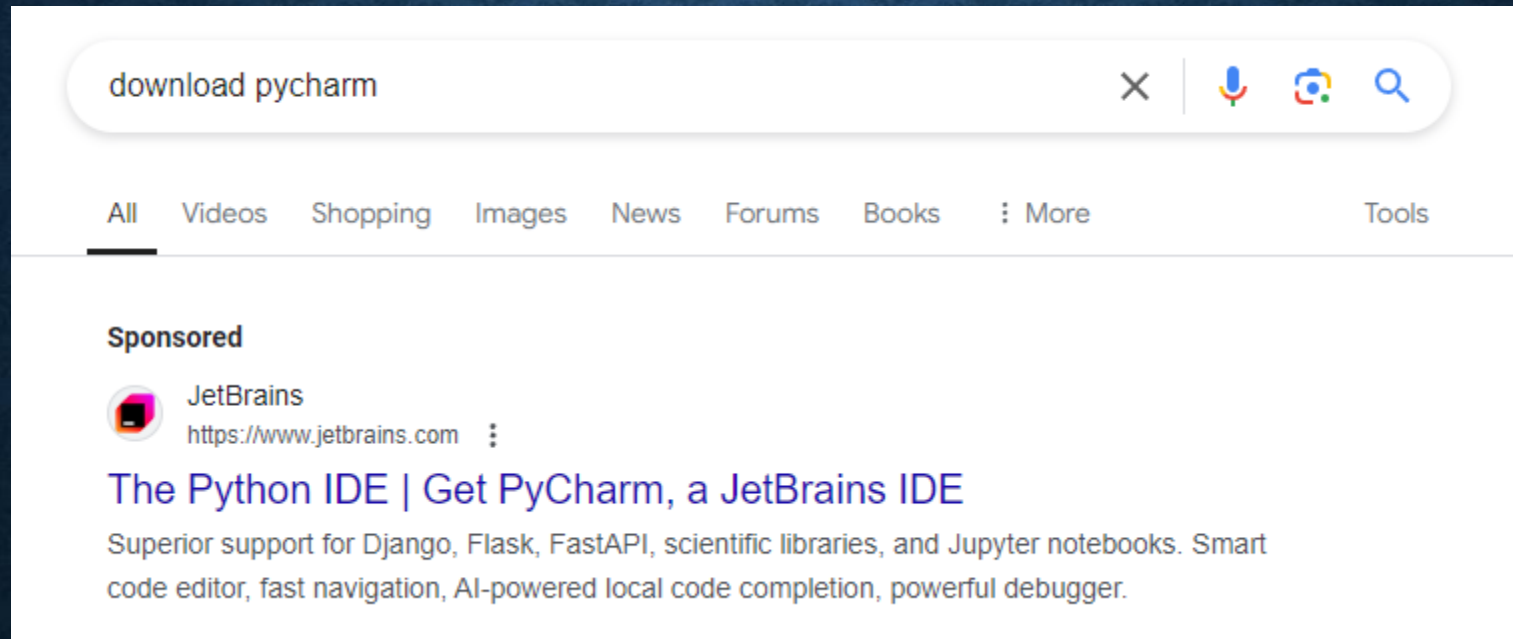 download pycharm
All Videos Shopping Images News Forums Books More Tools
Sponsored
JetBrains
https://www.jetbrains.com
The Python IDE | Get PyCharm, a JetBrains IDE
Superior support for Django, Flask, FastAPI, scientific libraries, and Jupyter notebooks. Smart
code editor, fast navigation, AI-powered local code completion, powerful debugger.